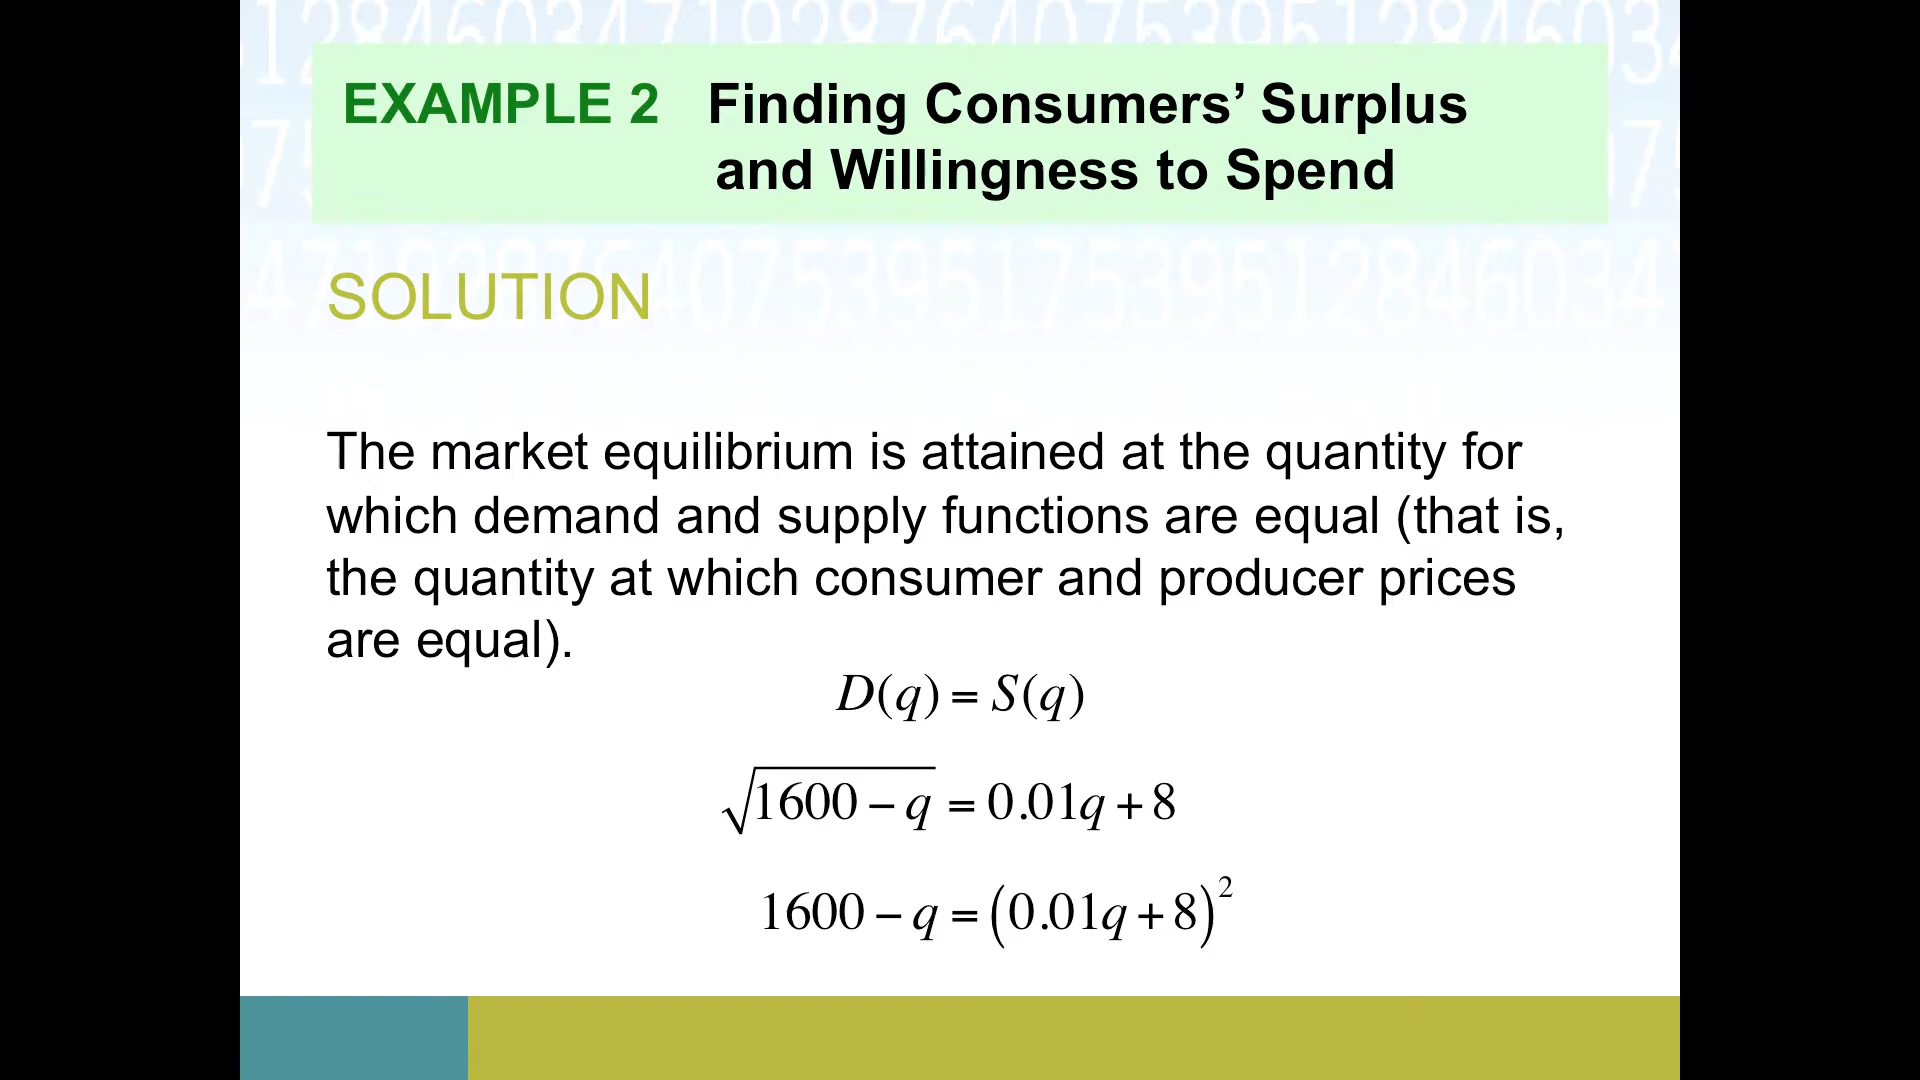 EXAMPLE 2 Finding Consumers’ Surplus
and Willingness to Spend
SOLUTION
The market equilibrium is attained at the quantity for
which demand and supply functions are equal (that is,
the quantity at which consumer and producer prices
are equal).
D(q) = S(q)
√1600 − q = 0.01q + 8
1600 − q = (0.01q + 8)²